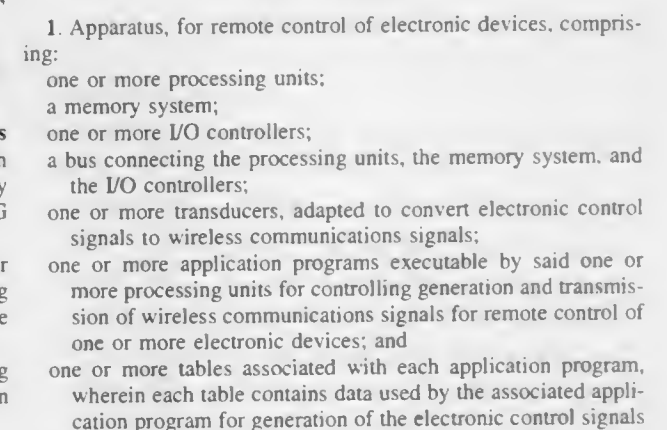 1. Apparatus, for remote control of electronic devices, compris-
ing:
one or more processing units;
a memory system;
one or more I/O controllers;
a bus connecting the processing units, the memory system, and
the I/O controllers;
one or more transducers, adapted to convert electronic control
signals to wireless communications signals;
one or more application programs executable by said one or
more processing units for controlling generation and transmis-
sion of wireless communications signals for remote control of
one or more electronic devices; and
one or more tables associated with each application program,
wherein each table contains data used by the associated appli-
cation program for generation of the electronic control signals